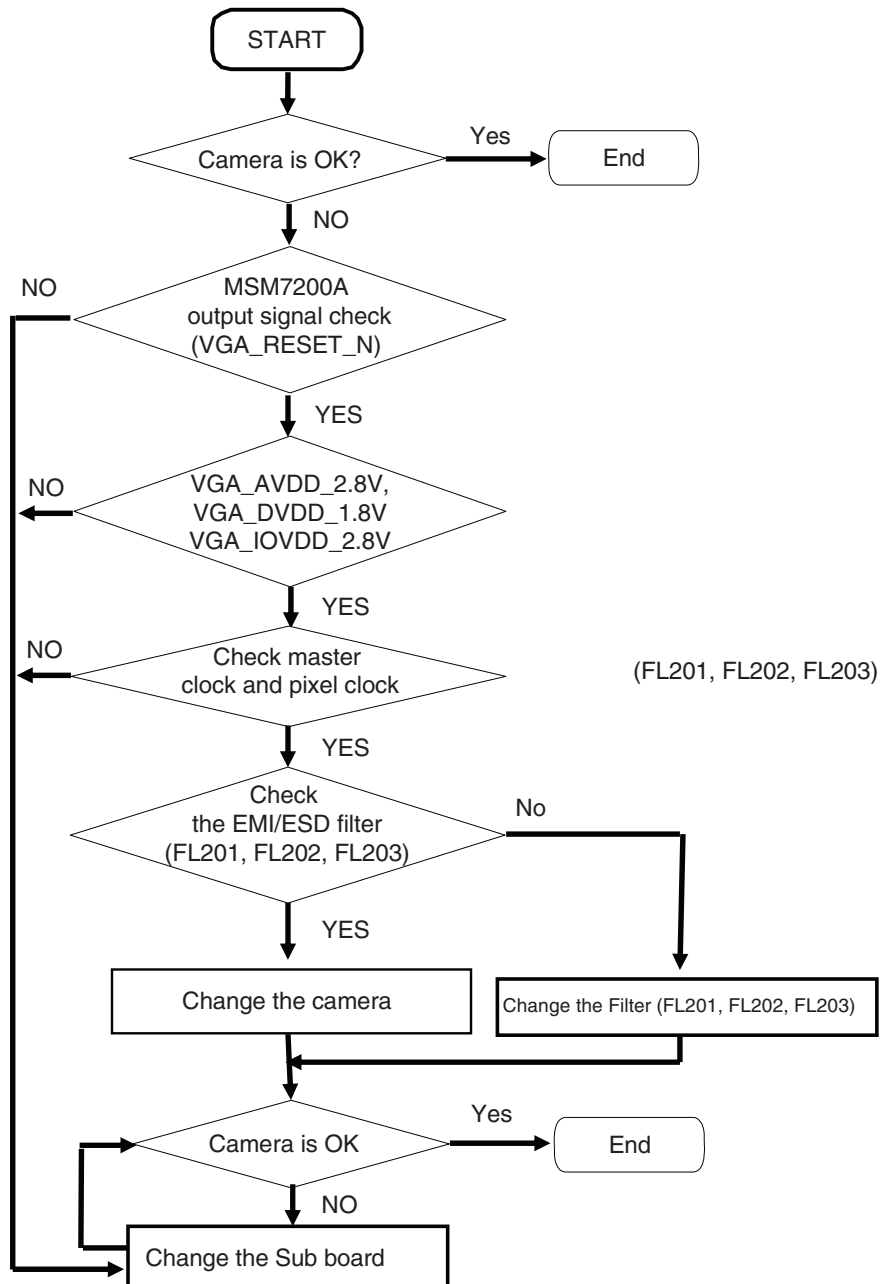 START
Camera is OK?
Yes
End
NO
NO
MSM7200A
output signal check
(VGA_RESET_N)
YES
NO
VGA_AVDD_2.8V,
VGA_DVDD_1.8V
VGA_IOVDD_2.8V
YES
NO
Check master
clock and pixel clock
(FL201, FL202, FL203)
YES
Check
the EMI/ESD filter
(FL201, FL202, FL203)
No
YES
Change the camera
Change the Filter (FL201, FL202, FL203)
Camera is OK
Yes
End
NO
Change the Sub board